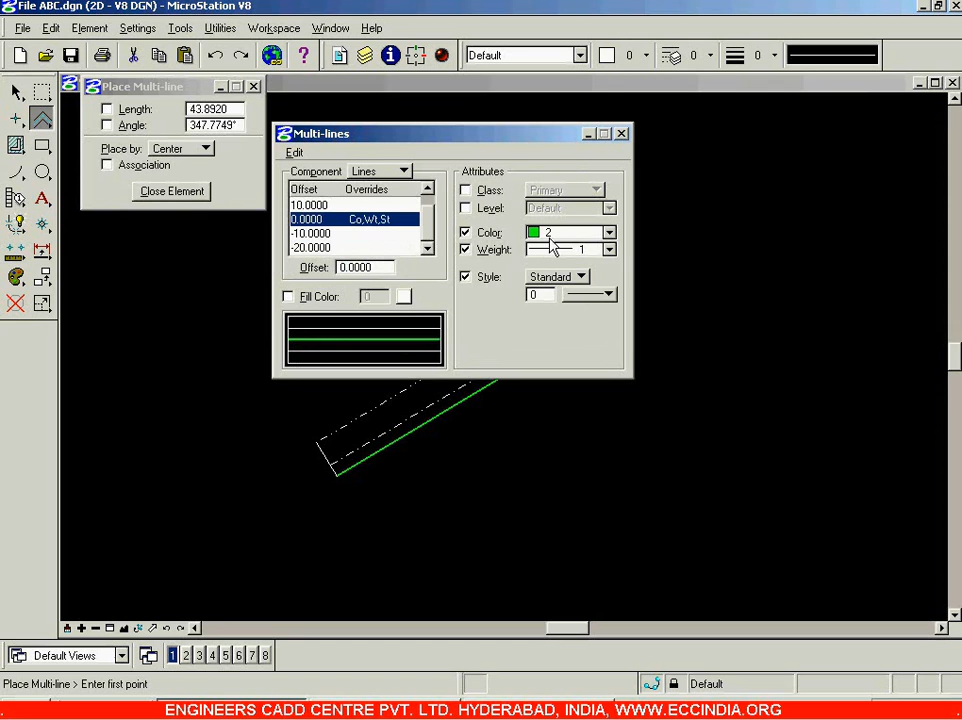 File ABC.dgn (2D - V8 DGN) - MicroStation V8
File Edit Element Settings Tools Utilities Workspace Window Help
Default 0 0 0
Place Multi-line
Length: 43.8920
Angle: 347.7749°
Place by: Center
Association
Close Element
Multi-lines
Edit
Component Lines
Offset Overrides
10.0000
0.0000 Co,Wt,St
-10.0000
-20.0000
Offset: 0.0000
Fill Color: 0
Attributes
Class: Primary
Level: Default
Color: 2
Weight: 1
Style: Standard
0
Default Views 1 2 3 4 5 6 7 8
Place Multi-line > Enter first point
Default
ENGINEERS CADD CENTRE PVT. LTD. HYDERABAD, INDIA, WWW.ECCINDIA.ORG